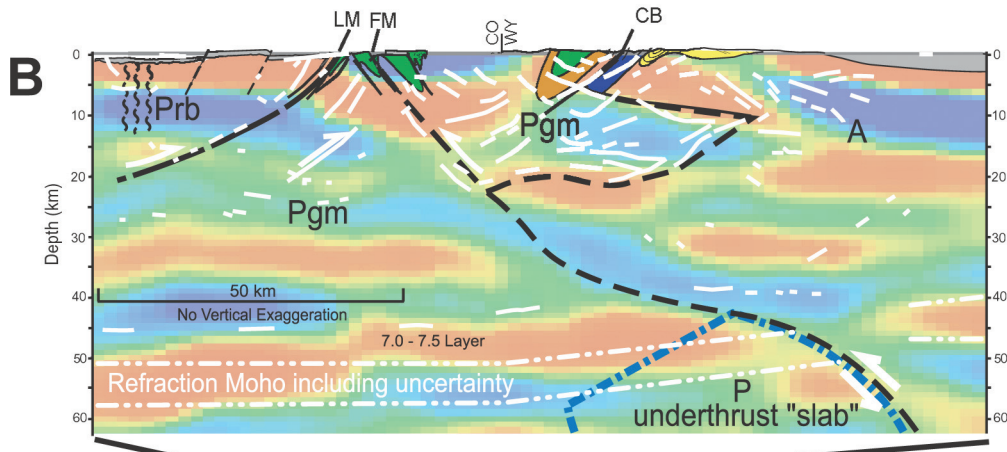 B
LM FM CO WY CB
0 0
Prb Pgm A
10 10
20 20
Pgm
30 30
Depth (km)
40 40
50 km
No Vertical Exaggeration
7.0 - 7.5 Layer
50 50
Refraction Moho including uncertainty
P
underthrust "slab"
60 60